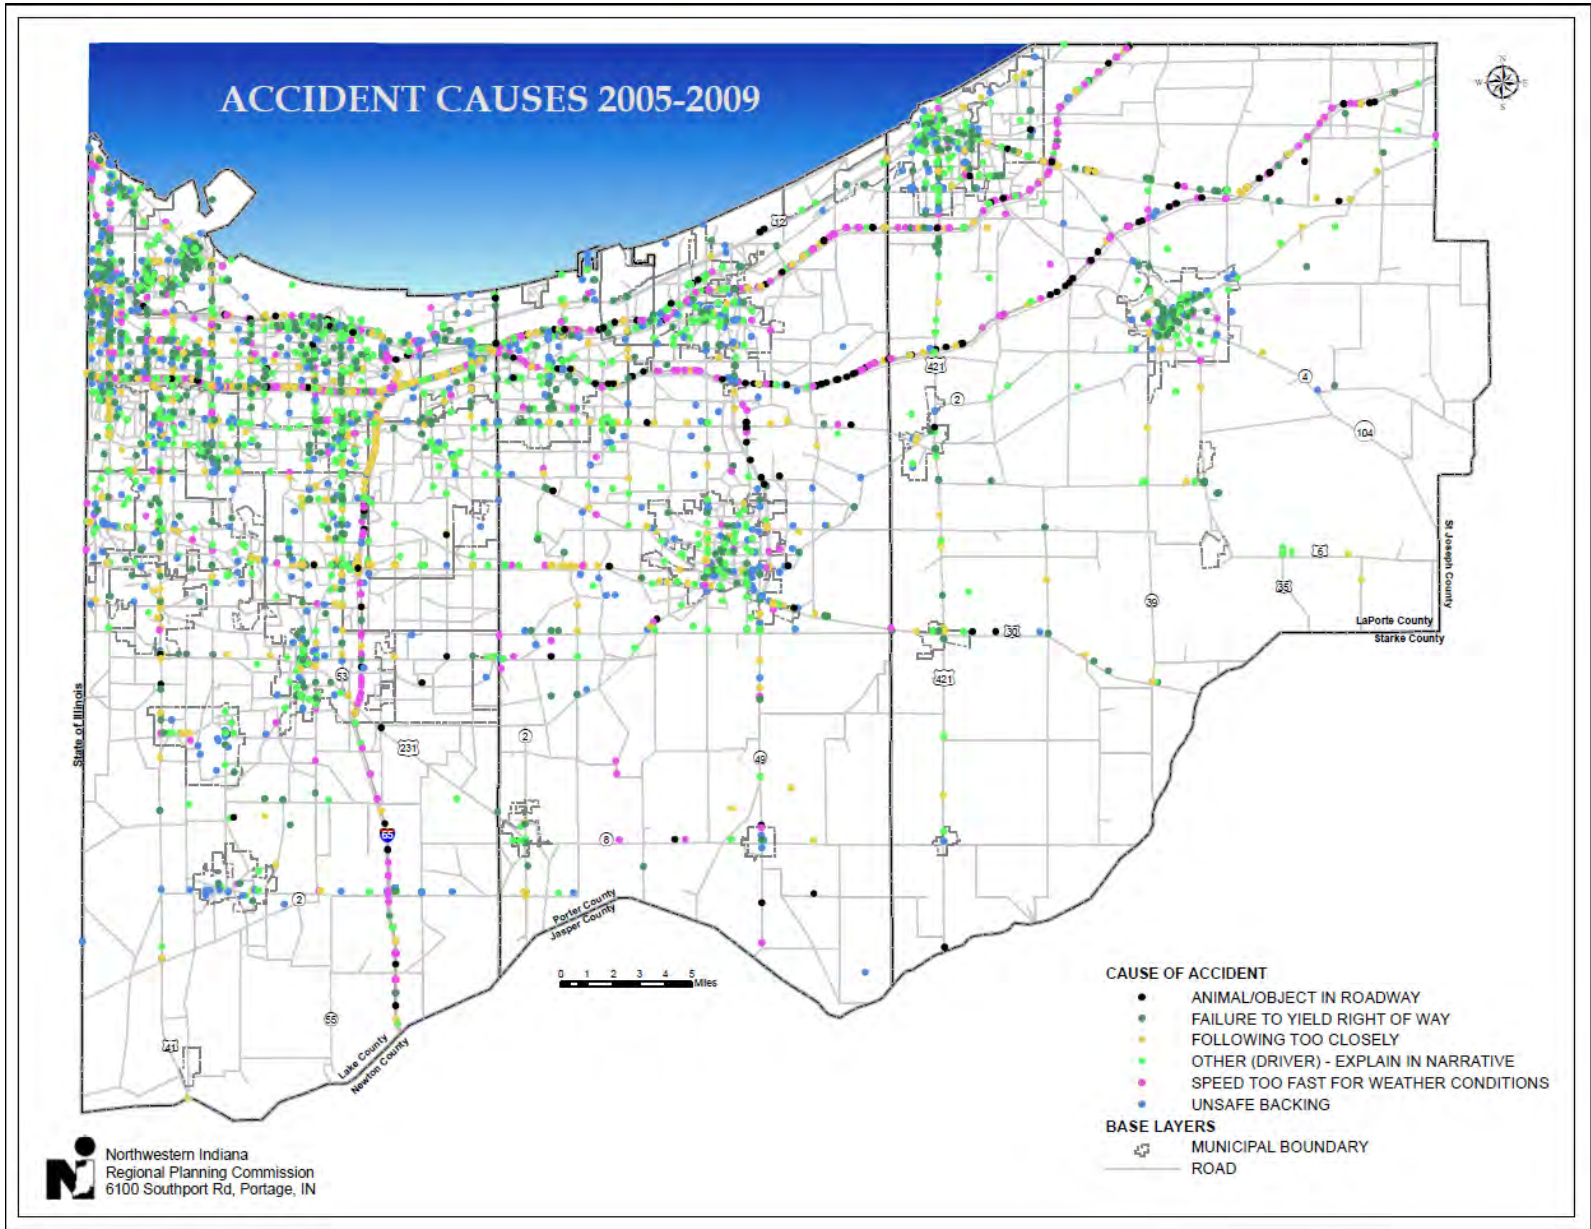 ACCIDENT CAUSES 2005-2009
N
W
E
S
12
421
2
4
104
6
35
39
30
St Joseph County
LaPorte County
Starke County
State of Illinois
53
421
231
2
49
65
8
2
Porter County
Jasper County
0 1 2 3 4 5
Miles
55
41
Lake County
Newton County
CAUSE OF ACCIDENT
ANIMAL/OBJECT IN ROADWAY
FAILURE TO YIELD RIGHT OF WAY
FOLLOWING TOO CLOSELY
OTHER (DRIVER) - EXPLAIN IN NARRATIVE
SPEED TOO FAST FOR WEATHER CONDITIONS
UNSAFE BACKING
BASE LAYERS
MUNICIPAL BOUNDARY
ROAD
Northwestern Indiana
Regional Planning Commission
6100 Southport Rd, Portage, IN